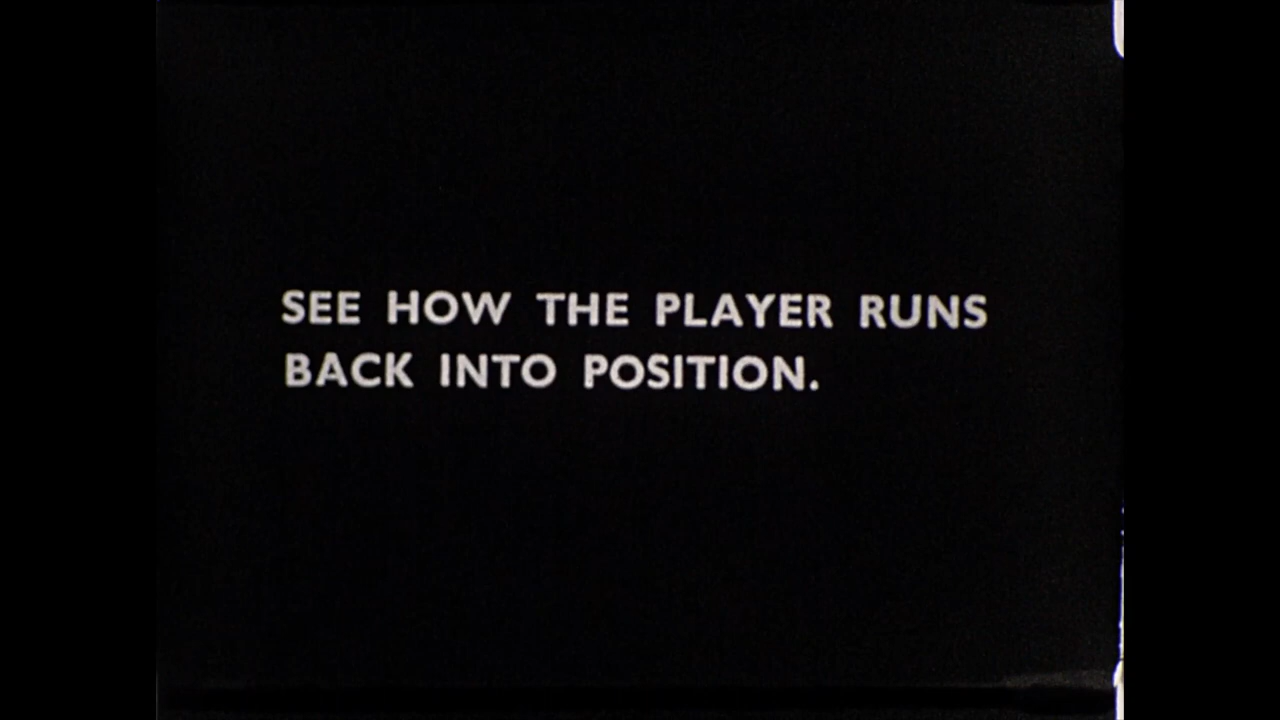 SEE HOW THE PLAYER RUNS
BACK INTO POSITION.